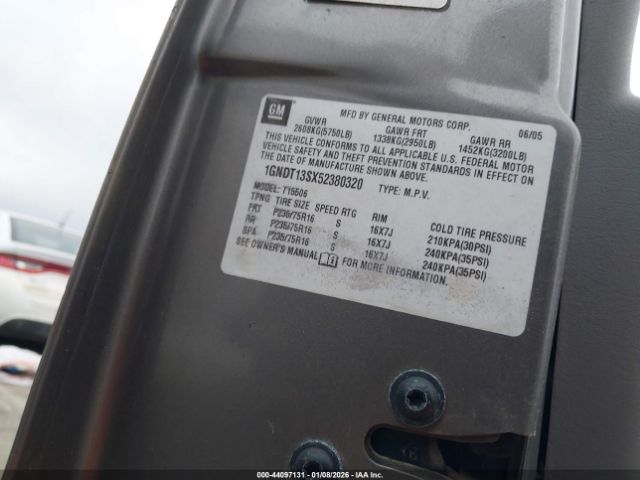 GM
MFD BY GENERAL MOTORS CORP. 06/05
GVWR GAWR FRT GAWR RR
2608KG(5750LB) 1338KG(2950LB) 1452KG(3200LB)
THIS VEHICLE CONFORMS TO ALL APPLICABLE U.S. FEDERAL MOTOR
VEHICLE SAFETY AND THEFT PREVENTION STANDARDS IN EFFECT ON
THE DATE OF MANUFACTURE SHOWN ABOVE.
1GNDT13SX52380320 TYPE: M.P.V.
MODEL: T15506
TPNG TIRE SIZE SPEED RTG RIM COLD TIRE PRESSURE
FRT P235/75R16 S 16X7J 210KPA(30PSI)
RR P235/75R16 S 16X7J 240KPA(35PSI)
SPA P235/75R16 S 16X7J 240KPA(35PSI)
SEE OWNER'S MANUAL FOR MORE INFORMATION.
000-44097131 - 01/08/2026 - IAAI.COM